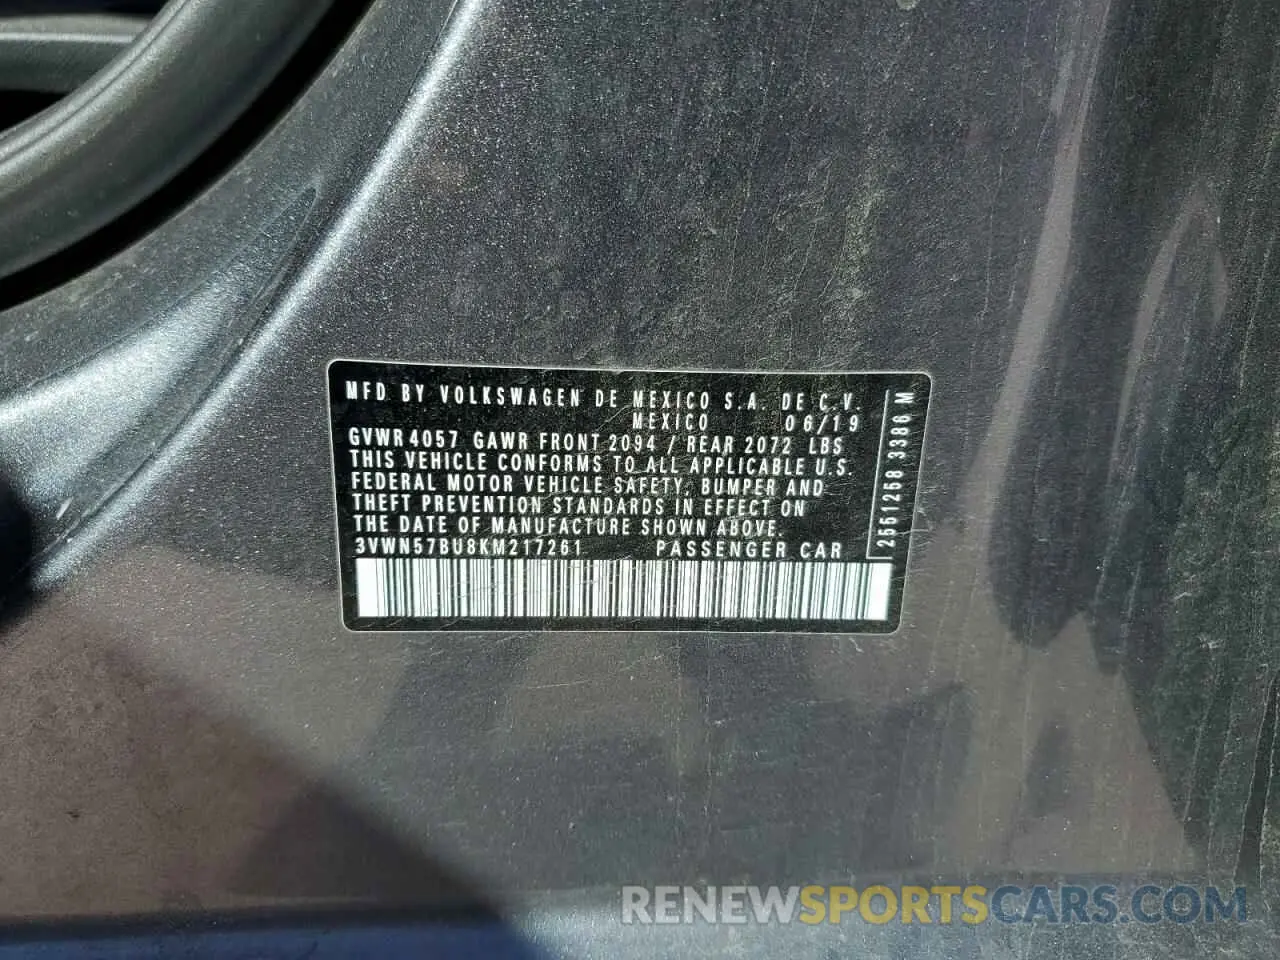 MFD. BY VOLKSWAGEN DE MEXICO S.A. DE C.V.
MEXICO 06/19
GVWR 4057 GAWR FRONT 2094 / REAR 2072 LBS
THIS VEHICLE CONFORMS TO ALL APPLICABLE U.S.
FEDERAL MOTOR VEHICLE SAFETY, BUMPER AND
THEFT PREVENTION STANDARDS IN EFFECT ON
THE DATE OF MANUFACTURE SHOWN ABOVE.
3VWN57BU8KM217261 PASSENGER CAR
2551258 3386 M
RENEWSPORTSCARS.COM